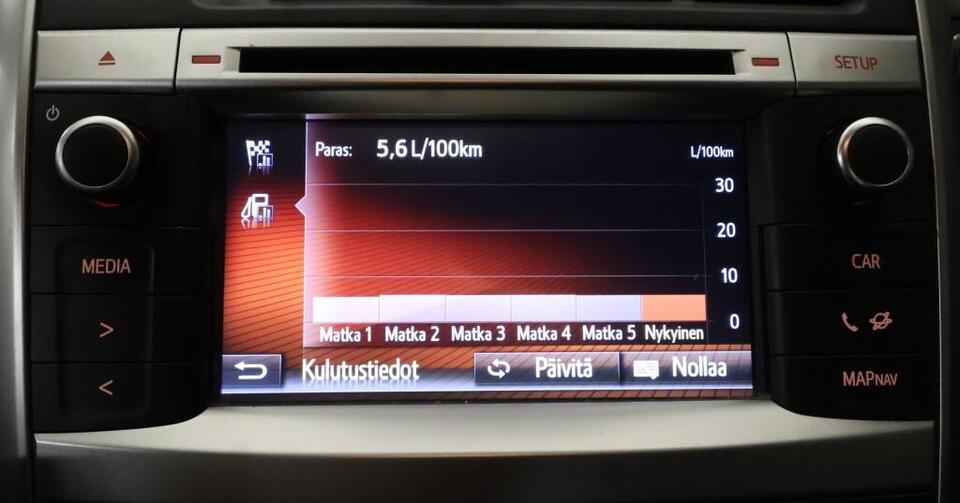 SETUP
Paras: 5,6 L/100km
L/100km
30
20
10
0
Matka 1 Matka 2 Matka 3 Matka 4 Matka 5 Nykyinen
Kulutustiedot Päivitä Nollaa
MEDIA
>
<
CAR
MAPNAV